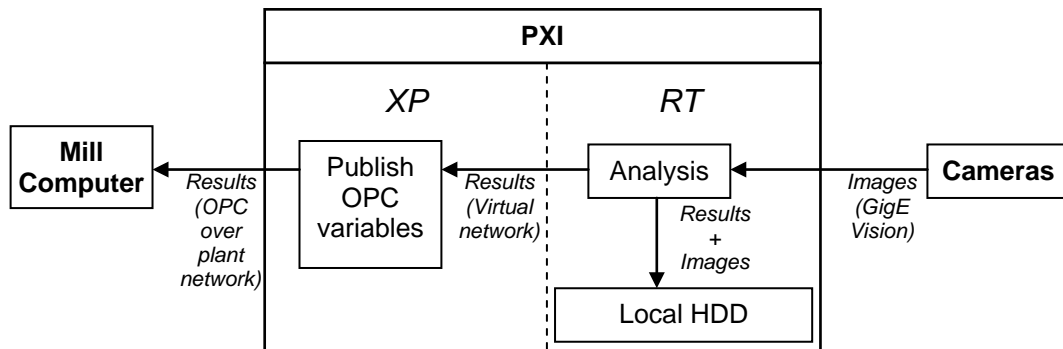 PXI
XP
RT
Mill
Computer
Results
(OPC
over
plant
network)
Publish
OPC
variables
Results
(Virtual
network)
Analysis
Results
+
Images
Local HDD
Images
(GigE
Vision)
Cameras